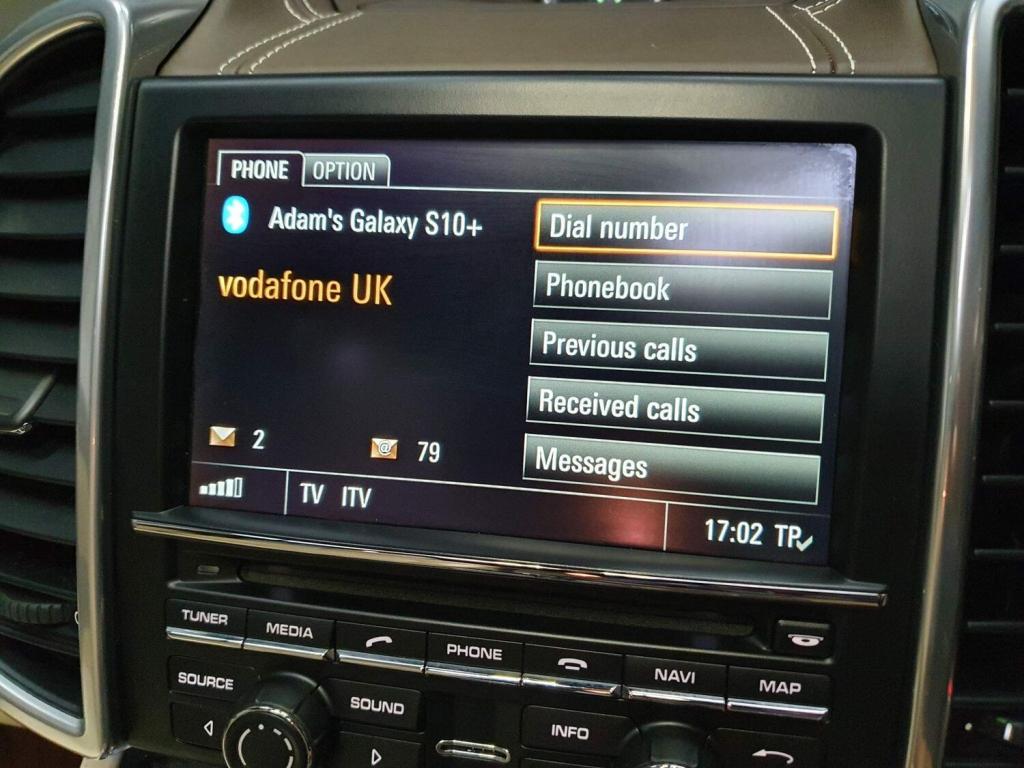 PHONE OPTION
Adam's Galaxy S10+
vodafone UK
Dial number
Phonebook
Previous calls
Received calls
Messages
2 @ 79
TV ITV
17:02 TP
TUNER MEDIA PHONE NAVI MAP
SOURCE SOUND INFO